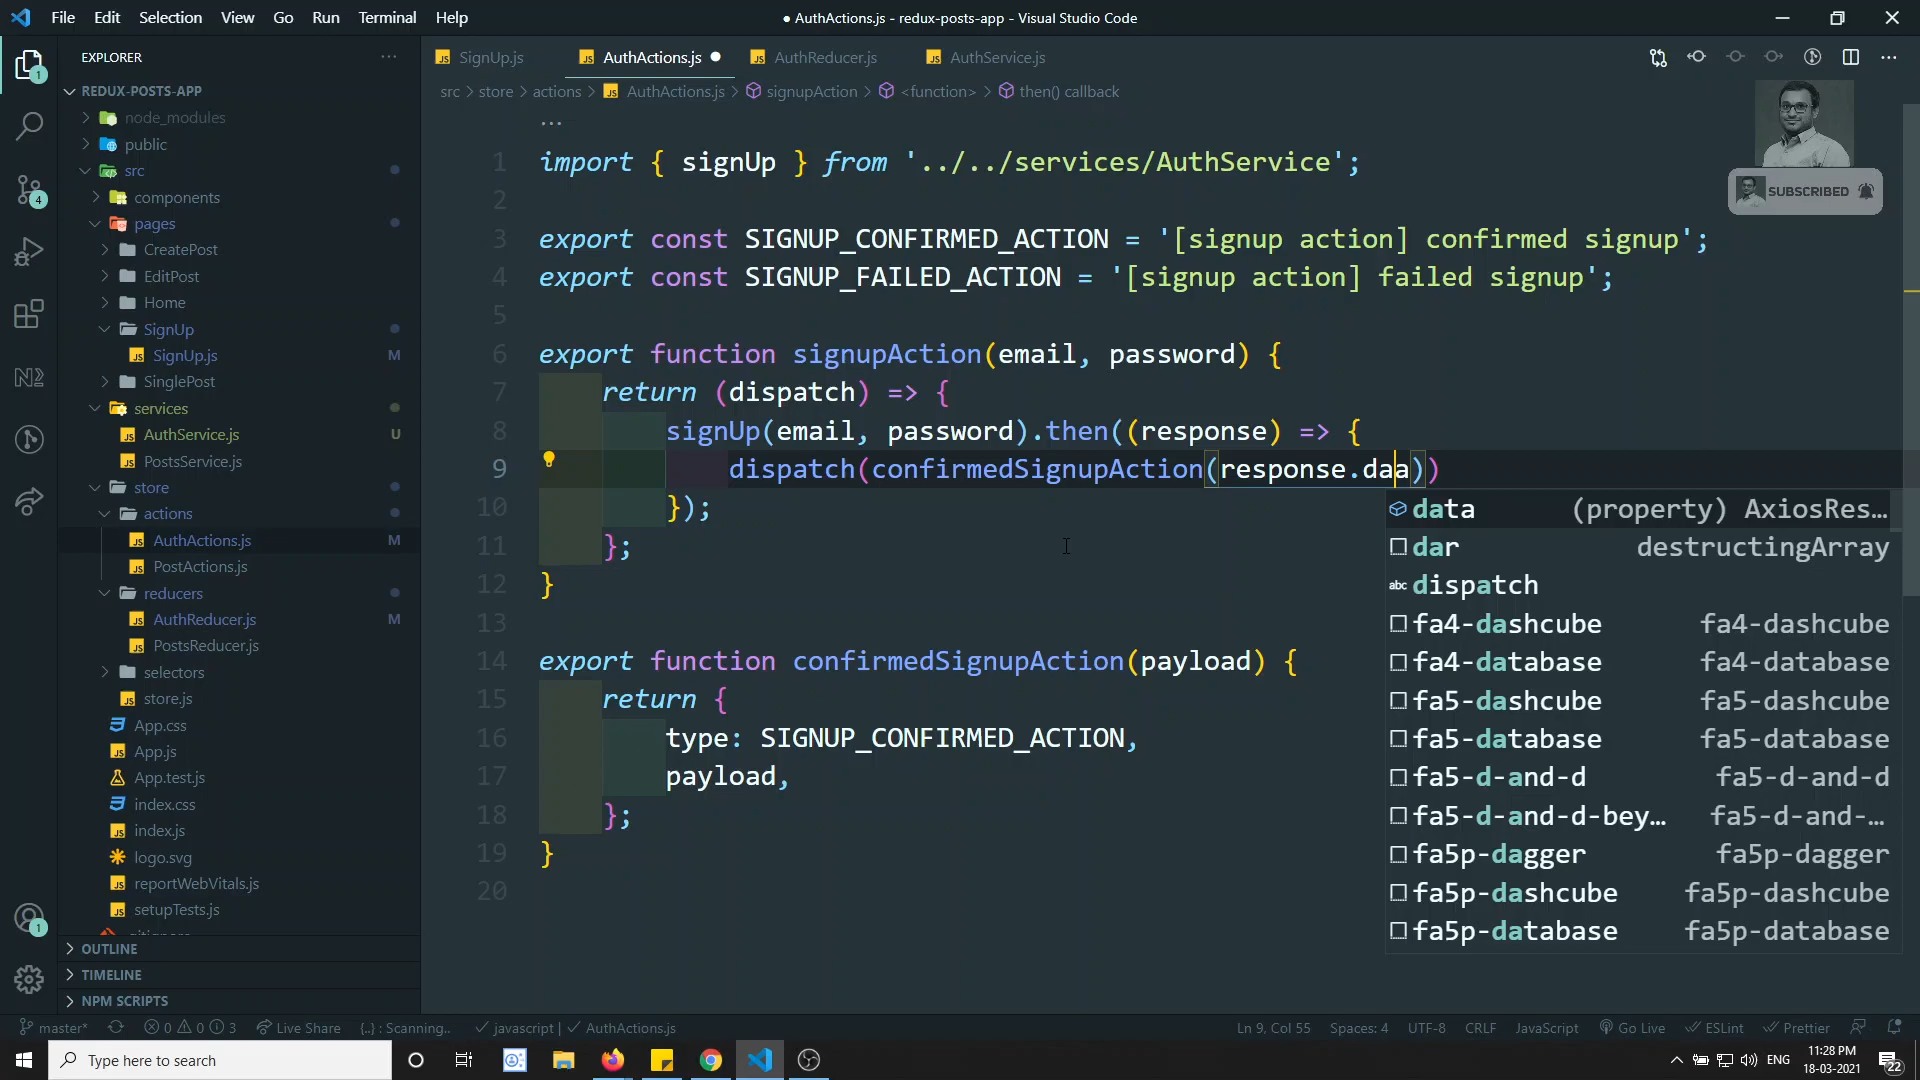 File Edit Selection View Go Run Terminal Help
● AuthActions.js - redux-posts-app - Visual Studio Code
EXPLORER
REDUX-POSTS-APP
node_modules
public
src
components
pages
CreatePost
EditPost
Home
SignUp
SignUp.js M
SinglePost
services
AuthService.js U
PostsService.js
store
actions
AuthActions.js M
PostActions.js
reducers
AuthReducer.js M
PostsReducer.js
selectors
store.js
App.css
App.js
App.test.js
index.css
index.js
logo.svg
reportWebVitals.js
setupTests.js
.gitignore
OUTLINE
TIMELINE
NPM SCRIPTS
1
4
1
SignUp.js AuthActions.js AuthReducer.js AuthService.js
src > store > actions > AuthActions.js > signupAction > <function> > then() callback
SUBSCRIBED
...
1 import { signUp } from '../../services/AuthService';
2
3 export const SIGNUP_CONFIRMED_ACTION = '[signup action] confirmed signup';
4 export const SIGNUP_FAILED_ACTION = '[signup action] failed signup';
5
6 export function signupAction(email, password) {
7 return (dispatch) => {
8 signUp(email, password).then((response) => {
9 dispatch(confirmedSignupAction(response.daa))
10 });
11 };
12 }
13
14 export function confirmedSignupAction(payload) {
15 return {
16 type: SIGNUP_CONFIRMED_ACTION,
17 payload,
18 };
19 }
20
data (property) AxiosRes...
dar destructingArray
abc dispatch
fa4-dashcube fa4-dashcube
fa4-database fa4-database
fa5-dashcube fa5-dashcube
fa5-database fa5-database
fa5-d-and-d fa5-d-and-d
fa5-d-and-d-bey... fa5-d-and-...
fa5p-dagger fa5p-dagger
fa5p-dashcube fa5p-dashcube
fa5p-database fa5p-database
master* 0 0 3 Live Share {..} : Scanning.. javascript | AuthActions.js Ln 9, Col 55 Spaces: 4 UTF-8 CRLF JavaScript Go Live ESLint Prettier
Type here to search
ENG
11:28 PM
18-03-2021
22